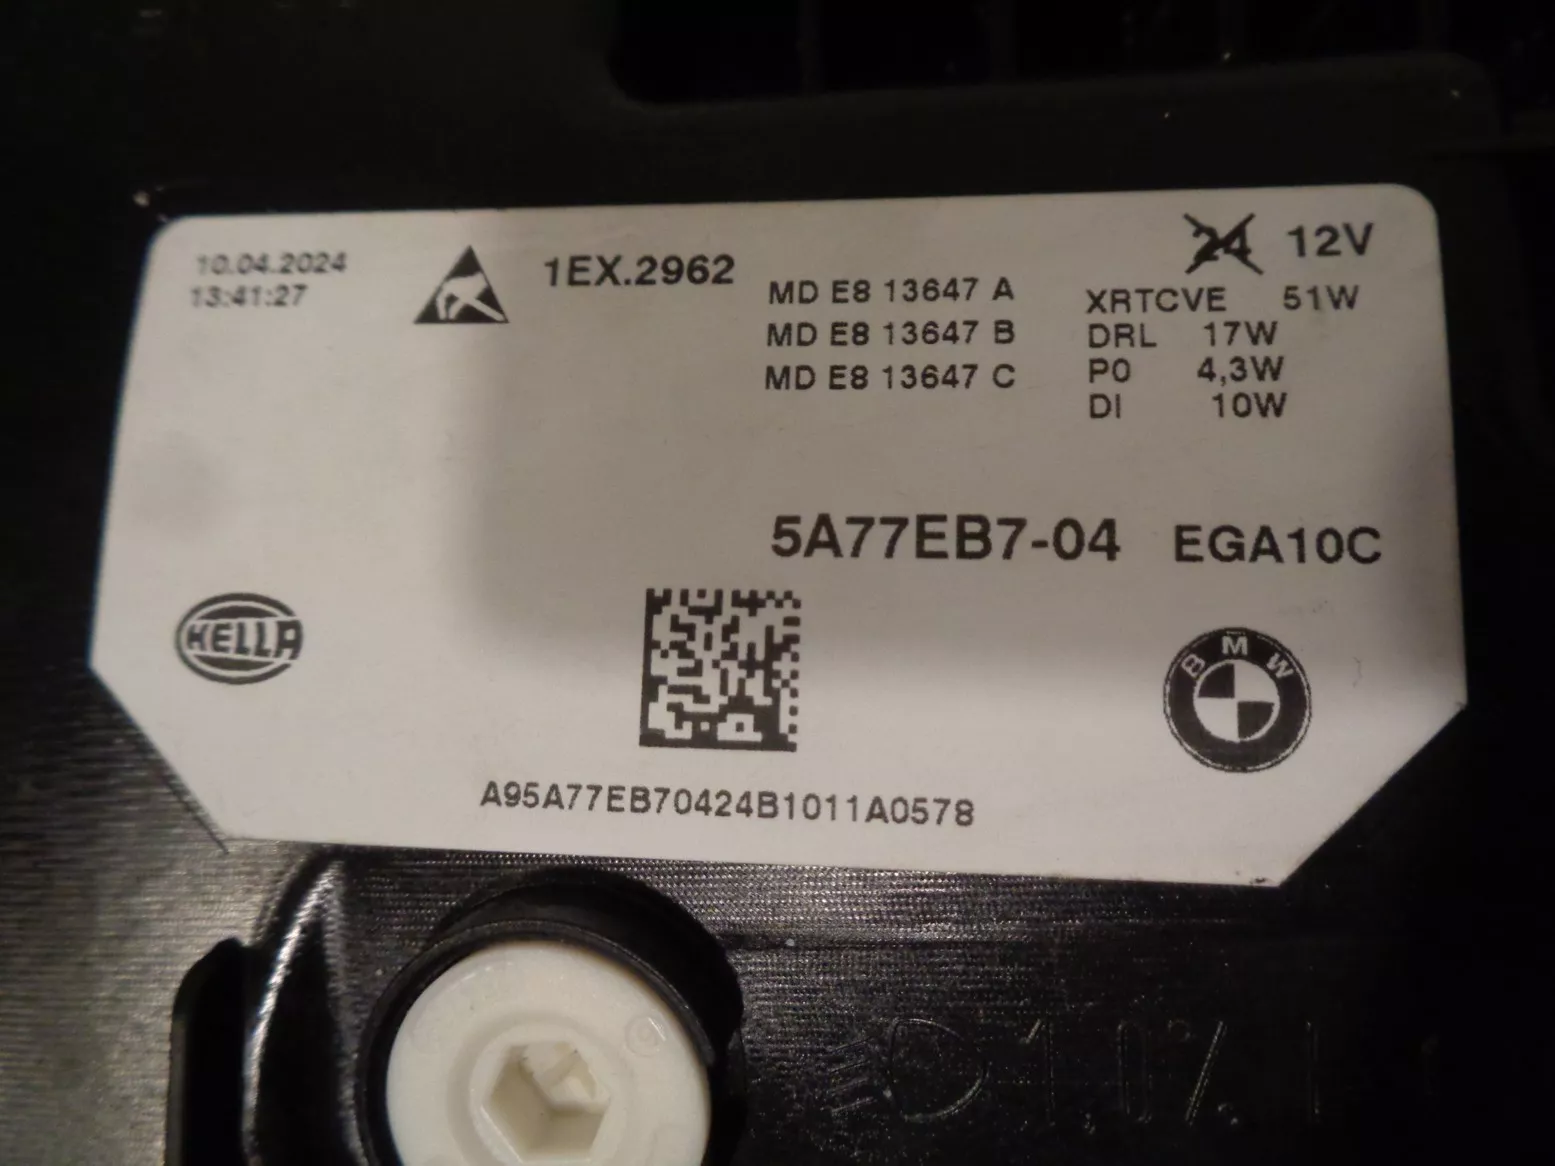 10.04.2024
13:41:27
1EX.2962
MD E8 13647 A
MD E8 13647 B
MD E8 13647 C
24 12V
XRTCVE 51W
DRL 17W
P0 4,3W
DI 10W
5A77EB7-04 EGA10C
HELLA
BMW
A95A77EB70424B1011A0578